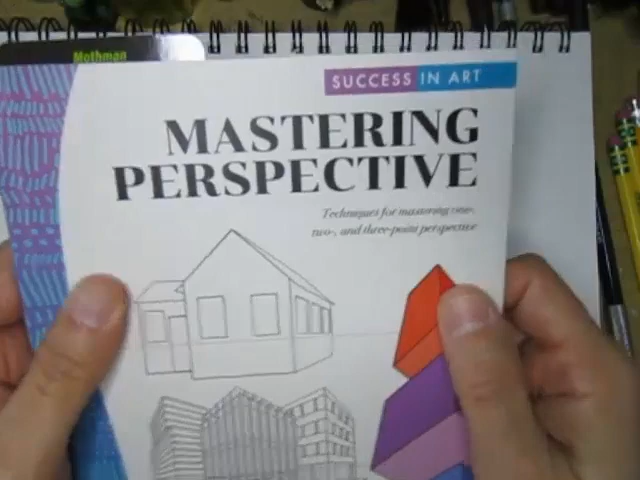 Mothman
SUCCESS IN ART
MASTERING
PERSPECTIVE
Techniques for mastering one-,
two-, and three-point perspective